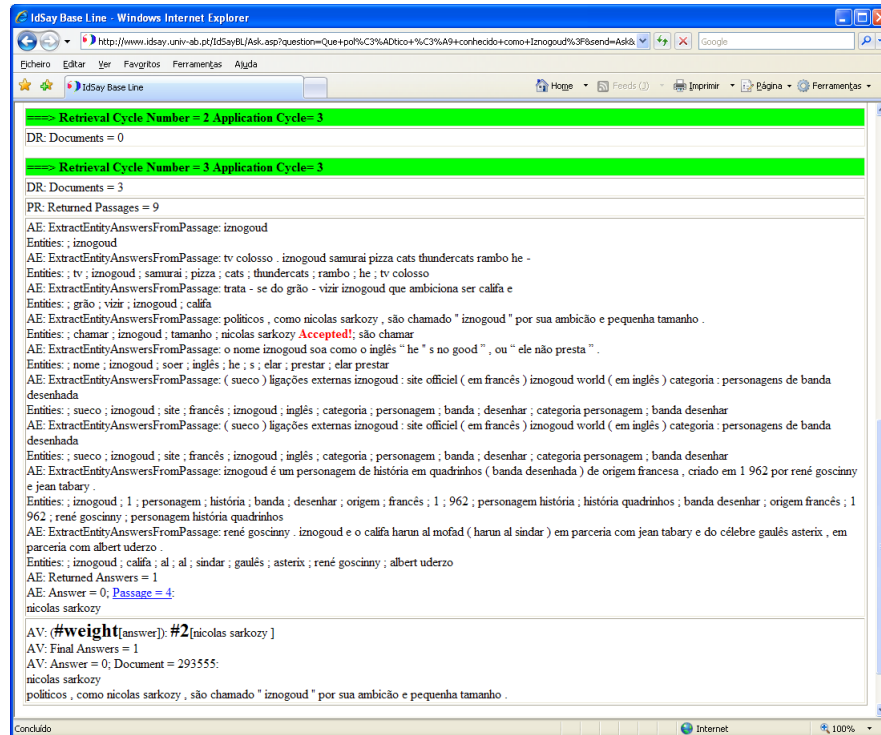 IdSay Base Line - Windows Internet Explorer
http://www.idsay.univ-ab.pt/IdSayBL/Ask.asp?question=Que+pol%C3%ADtico+%C3%A9+conhecido+como+Iznogoud%3F&send=Ask&
Google
Ficheiro Editar Ver Favoritos Ferramentas Ajuda
IdSay Base Line
Home Feeds (J) Imprimir Página Ferramentas
===> Retrieval Cycle Number = 2 Application Cycle= 3
DR: Documents = 0
===> Retrieval Cycle Number = 3 Application Cycle= 3
DR: Documents = 3
PR: Returned Passages = 9
AE: ExtractEntityAnswersFromPassage: iznogoud
Entities: ; iznogoud
AE: ExtractEntityAnswersFromPassage: tv colosso . iznogoud samurai pizza cats thundercats rambo he -
Entities: ; tv ; iznogoud ; samurai ; pizza ; cats ; thundercats ; rambo ; he ; tv colosso
AE: ExtractEntityAnswersFromPassage: trata - se do grão - vizir iznogoud que ambiciona ser califa e
Entities: ; grão ; vizir ; iznogoud ; califa
AE: ExtractEntityAnswersFromPassage: politicos , como nicolas sarkozy , são chamado " iznogoud " por sua ambicão e pequenha tamanho .
Entities: ; chamar ; iznogoud ; tamanho ; nicolas sarkozy Accepted!; são chamar
AE: ExtractEntityAnswersFromPassage: o nome iznogoud soa como o inglês “ he " s no good ” , ou “ ele não presta ” .
Entities: ; nome ; iznogoud ; soer ; inglês ; he ; s ; elar ; prestar ; elar prestar
AE: ExtractEntityAnswersFromPassage: ( sueco ) ligações externas iznogoud : site officiel ( em francês ) iznogoud world ( em inglês ) categoria : personagens de banda
desenhada
Entities: ; sueco ; iznogoud ; site ; francês ; iznogoud ; inglês ; categoria ; personagem ; banda ; desenhar ; categoria personagem ; banda desenhar
AE: ExtractEntityAnswersFromPassage: ( sueco ) ligações externas iznogoud : site officiel ( em francês ) iznogoud world ( em inglês ) categoria : personagens de banda
desenhada
Entities: ; sueco ; iznogoud ; site ; francês ; iznogoud ; inglês ; categoria ; personagem ; banda ; desenhar ; categoria personagem ; banda desenhar
AE: ExtractEntityAnswersFromPassage: iznogoud é um personagem de história em quadrinhos ( banda desenhada ) de origem francesa , criado em 1 962 por rené goscinny
e jean tabary .
Entities: ; iznogoud ; 1 ; personagem ; história ; banda ; desenhar ; origem ; francês ; 1 ; 962 ; personagem história ; história quadrinhos ; banda desenhar ; origem francês ; 1
962 ; rené goscinny ; personagem história quadrinhos
AE: ExtractEntityAnswersFromPassage: rené goscinny . iznogoud e o califa harun al mofad ( harun al sindar ) em parceria com jean tabary e do célebre gaulês asterix , em
parceria com albert uderzo .
Entities: ; iznogoud ; califa ; al ; al ; sindar ; gaulês ; asterix ; rené goscinny ; albert uderzo
AE: Returned Answers = 1
AE: Answer = 0; Passage = 4:
nicolas sarkozy
AV: (#weight[answer]): #2[nicolas sarkozy ]
AV: Final Answers = 1
AV: Answer = 0; Document = 293555:
nicolas sarkozy
politicos , como nicolas sarkozy , são chamado " iznogoud " por sua ambicão e pequenha tamanho .
Concluído
Internet
100%